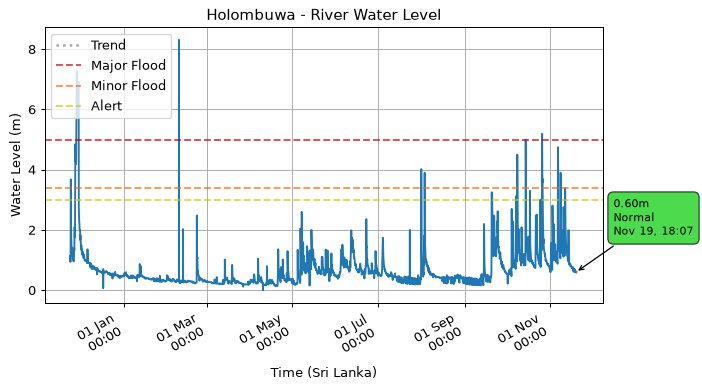 Holombuwa - River Water Level
Water Level (m)
8
6
4
2
0
Trend
Major Flood
Minor Flood
Alert
0.60m
Normal
Nov 19, 18:07
01 Jan
00:00
01 Mar
00:00
01 May
00:00
01 Jul
00:00
01 Sep
00:00
01 Nov
00:00
Time (Sri Lanka)